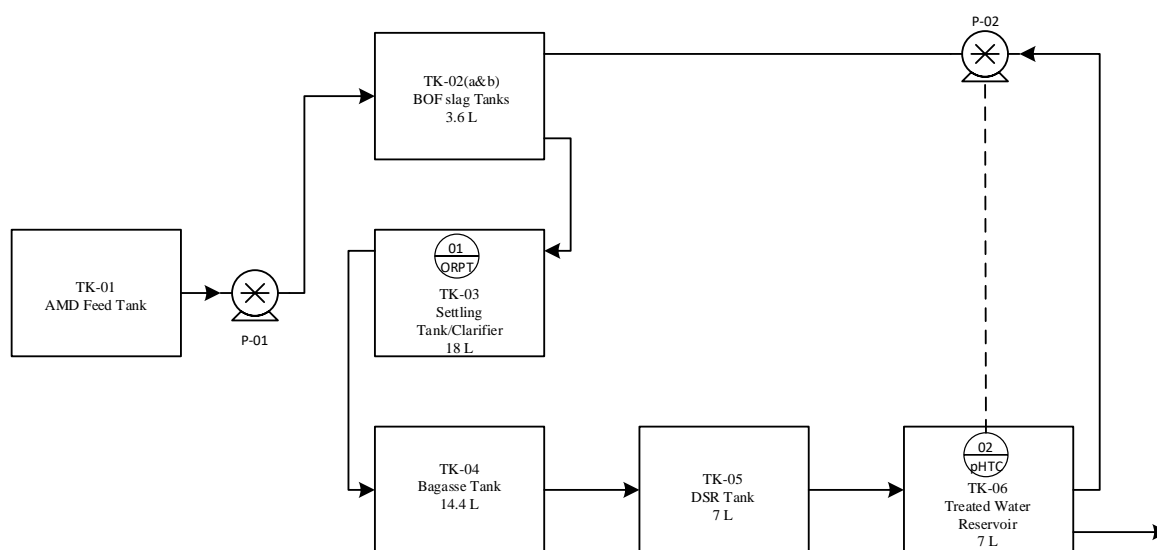 P-02
TK-02(a&b)
BOF slag Tanks
3.6 L
01
ORPT
TK-03
Settling
Tank/Clarifier
18 L
TK-01
AMD Feed Tank
P-01
TK-04
Bagasse Tank
14.4 L
TK-05
DSR Tank
7 L
02
pHTC
TK-06
Treated Water
Reservoir
7 L